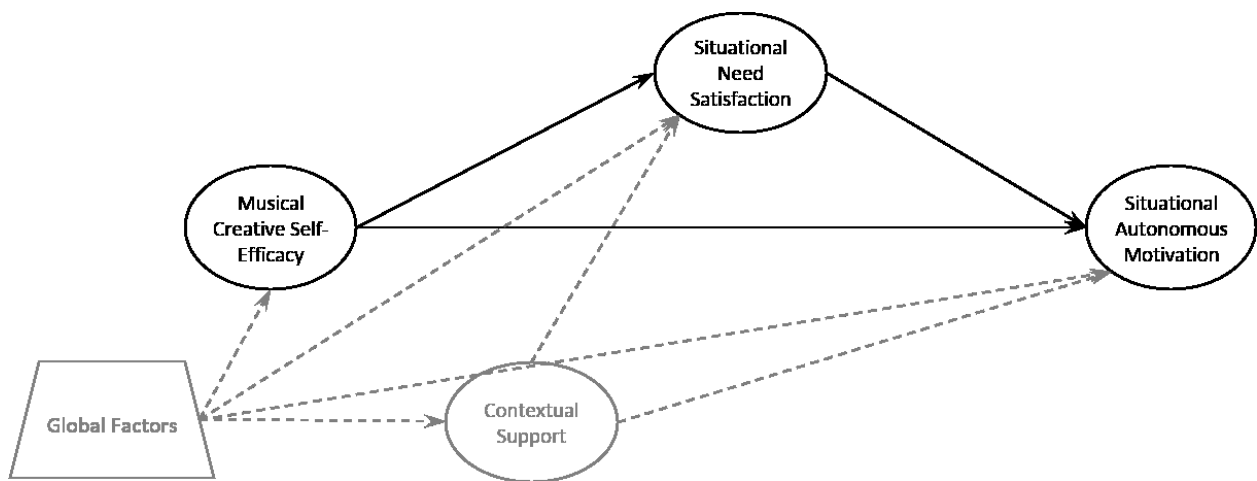 Situational
Need
Satisfaction
Musical
Creative Self-
Efficacy
Situational
Autonomous
Motivation
Global Factors
Contextual
Support